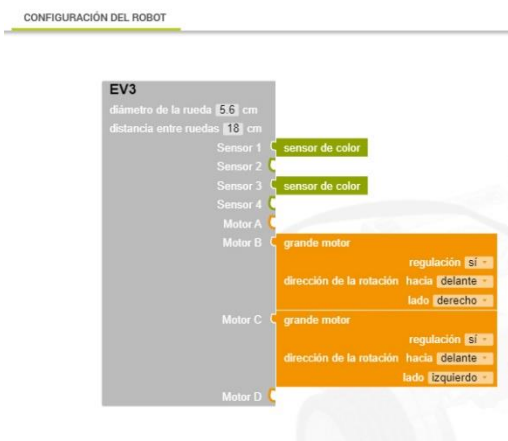 CONFIGURACIÓN DEL ROBOT
EV3
diámetro de la rueda 5.6 cm
distancia entre ruedas 18 cm
Sensor 1 sensor de color
Sensor 2
Sensor 3 sensor de color
Sensor 4
Motor A
Motor B grande motor
regulación sí
dirección de la rotación hacia delante
lado derecho
Motor C grande motor
regulación sí
dirección de la rotación hacia delante
lado izquierdo
Motor D